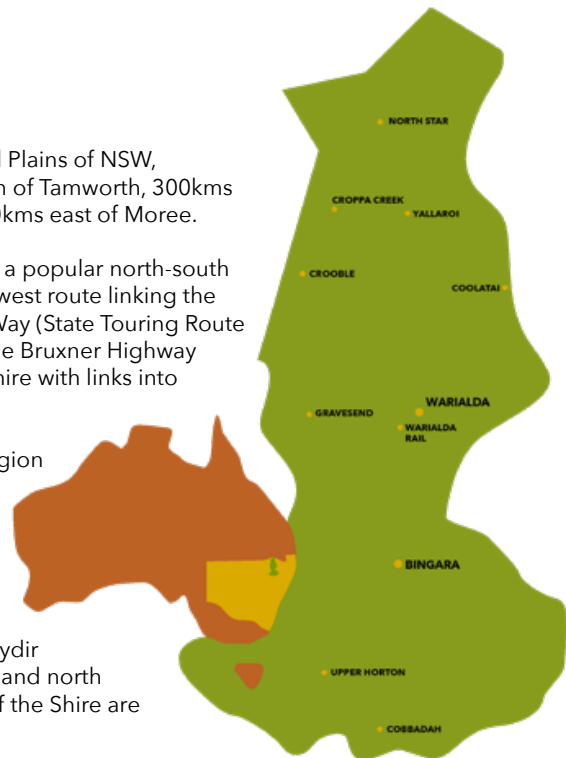 l Plains of NSW,
n of Tamworth, 300kms
0kms east of Moree.
a popular north-south
west route linking the
Way (State Touring Route
e Bruxner Highway
hire with links into
gion
ydir
and north
f the Shire are
NORTH STAR
CROPPA CREEK
YALLAROI
CROOBLE
COOLATAI
WARIALDA
GRAVESEND
WARIALDA
RAIL
BINGARA
UPPER HORTON
COBBADAH